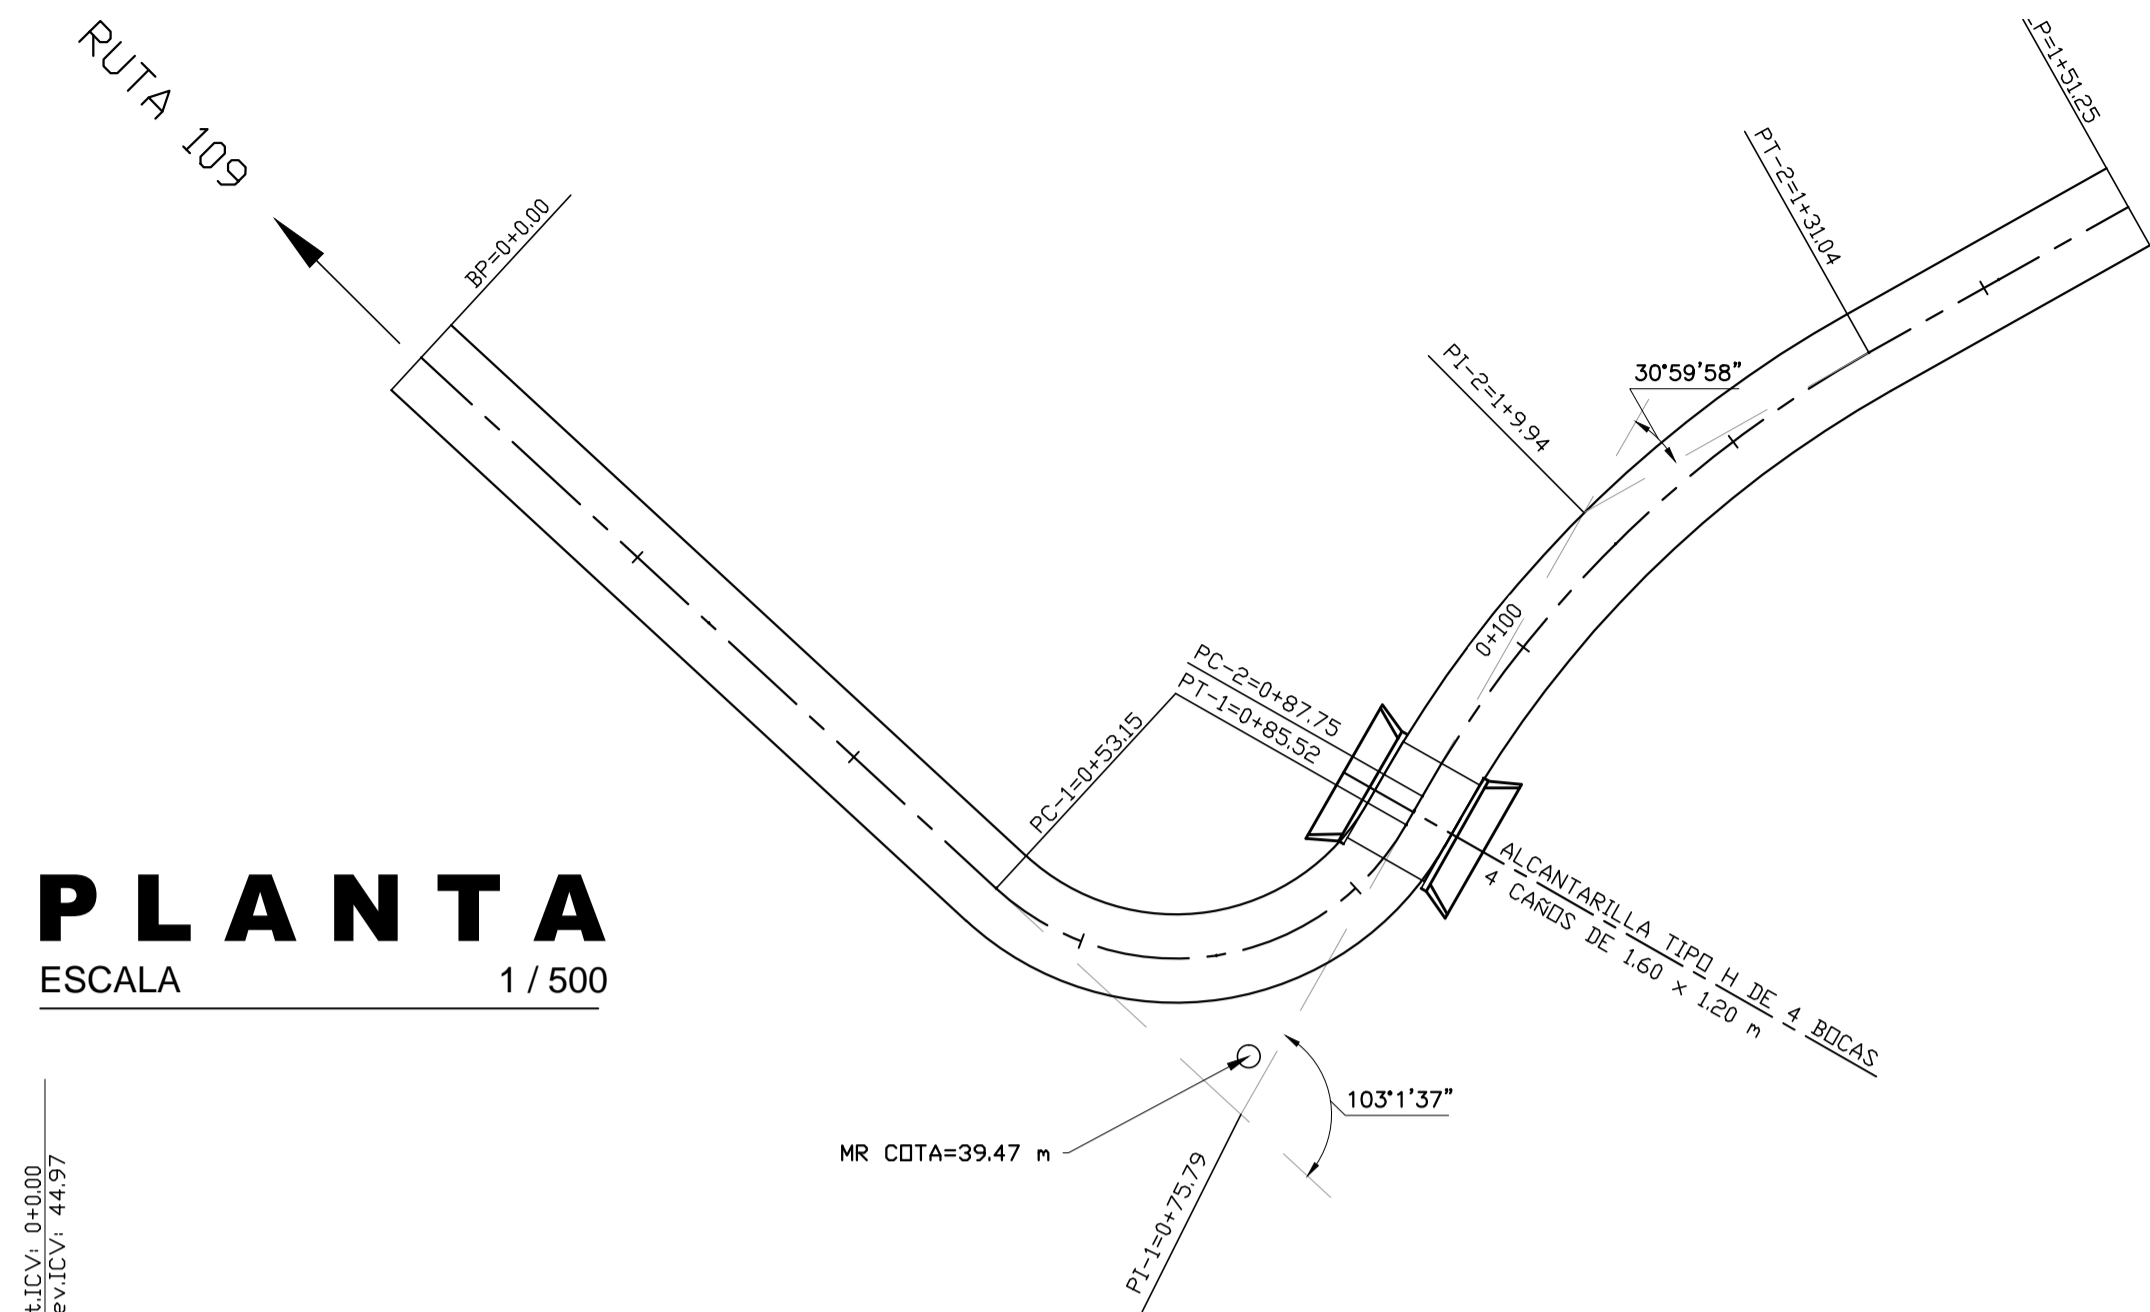 RUTA 109
BP=0+0.00
P=1+51.25
PT-2=1+31.04
30°59'58"
PI-2=1+9.94
0+100
PC-2=0+87.75
PT-1=0+85.52
PC-1=0+53.15
ALCANTARILLA TIPO H DE 4 BOCAS
4 CAÑOS DE 1.60 x 1.20 m
PLANTA
ESCALA 1 / 500
103°1'37"
MR COTA=39.47 m
PI-1=0+75.79
t.ICV: 0+0.00
ev.ICV: 44.97